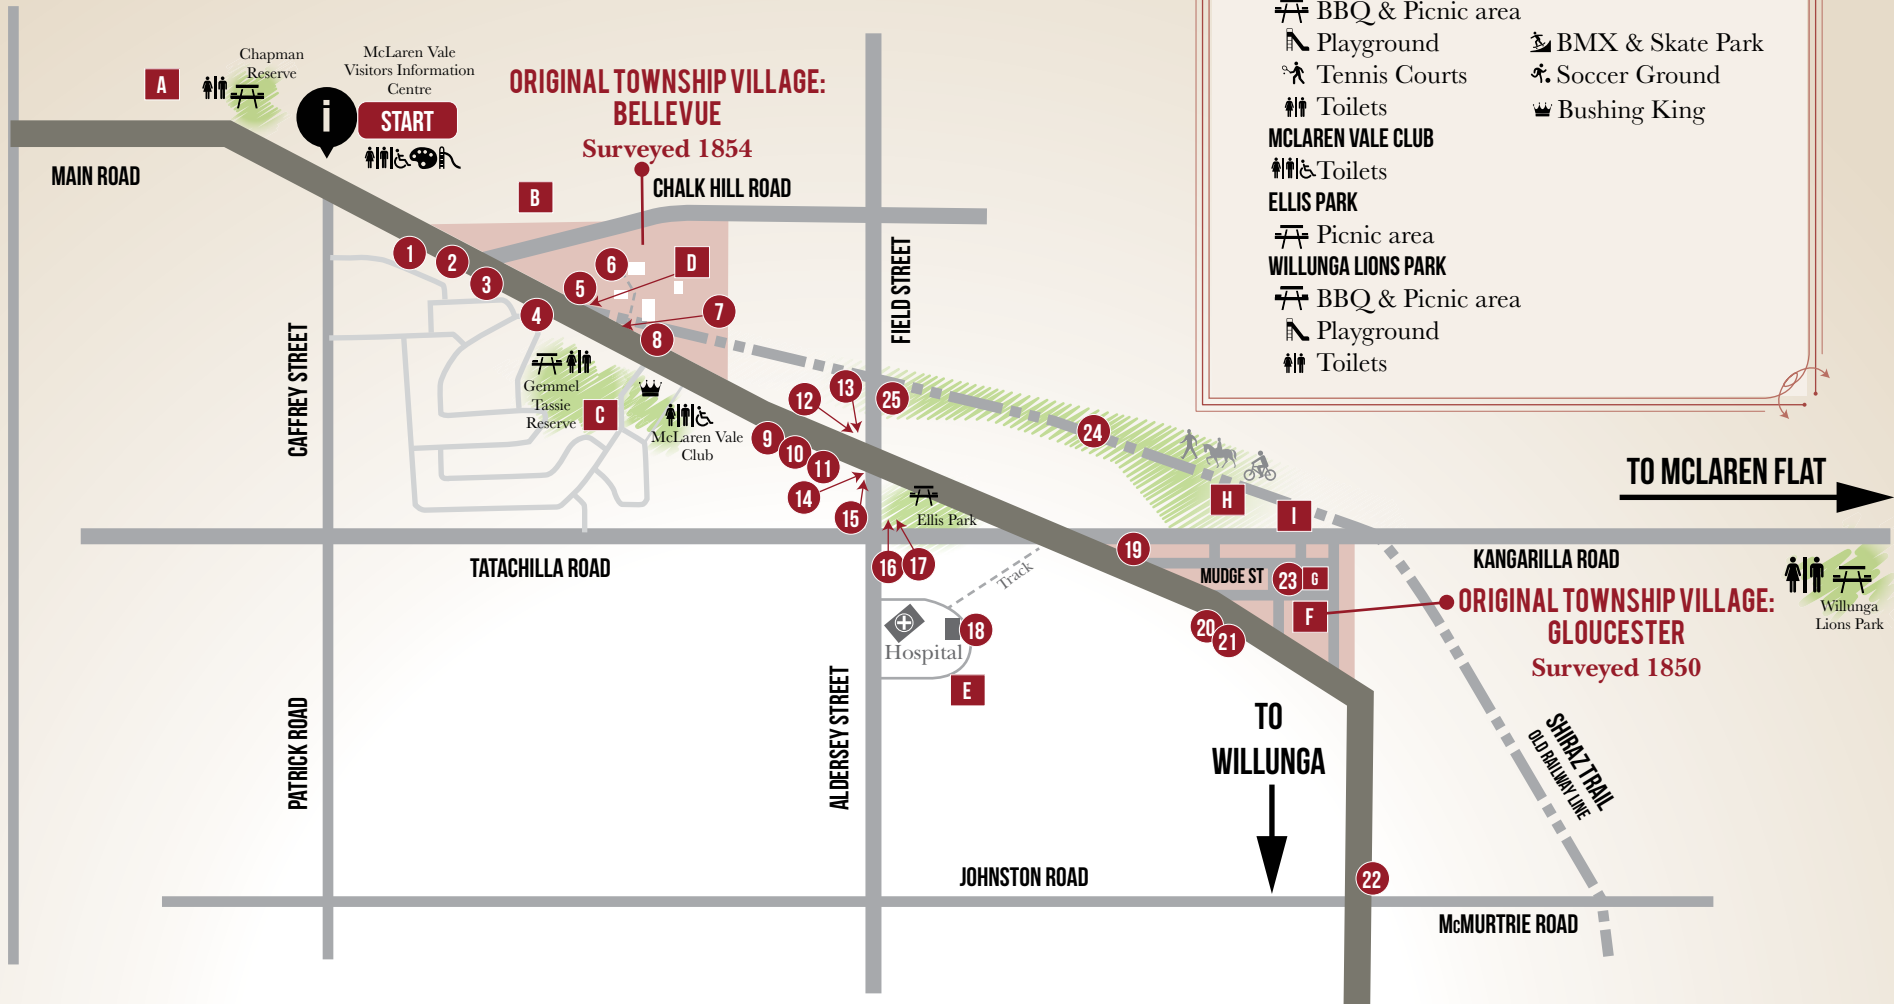 Chapman
Reserve
A
McLaren Vale
Visitors Information
Centre
i
START
MAIN ROAD
ORIGINAL TOWNSHIP VILLAGE:
BELLEVUE
Surveyed 1854
B
CHALK HILL ROAD
BBQ & Picnic area
Playground
Tennis Courts
Toilets
BMX & Skate Park
Soccer Ground
Bushing King
MCLAREN VALE CLUB
Toilets
ELLIS PARK
Picnic area
WILLUNGA LIONS PARK
BBQ & Picnic area
Playground
Toilets
1
2
3
4
5
6
D
7
8
FIELD STREET
CAFFREY STREET
Gemmel
Tassie
Reserve
C
McLaren Vale
Club
9
10
11
12
13
14
15
25
24
H
I
TO MCLAREN FLAT
Ellis Park
16
17
TATACHILLA ROAD
Track
18
Hospital
E
19
MUDGE ST
23
G
F
20
21
KANGARILLA ROAD
Willunga
Lions Park
ORIGINAL TOWNSHIP VILLAGE:
GLOUCESTER
Surveyed 1850
PATRICK ROAD
ALDERSEY STREET
TO
WILLUNGA
SHIRAZ TRAIL
OLD RAILWAY LINE
22
JOHNSTON ROAD
McMURTRIE ROAD